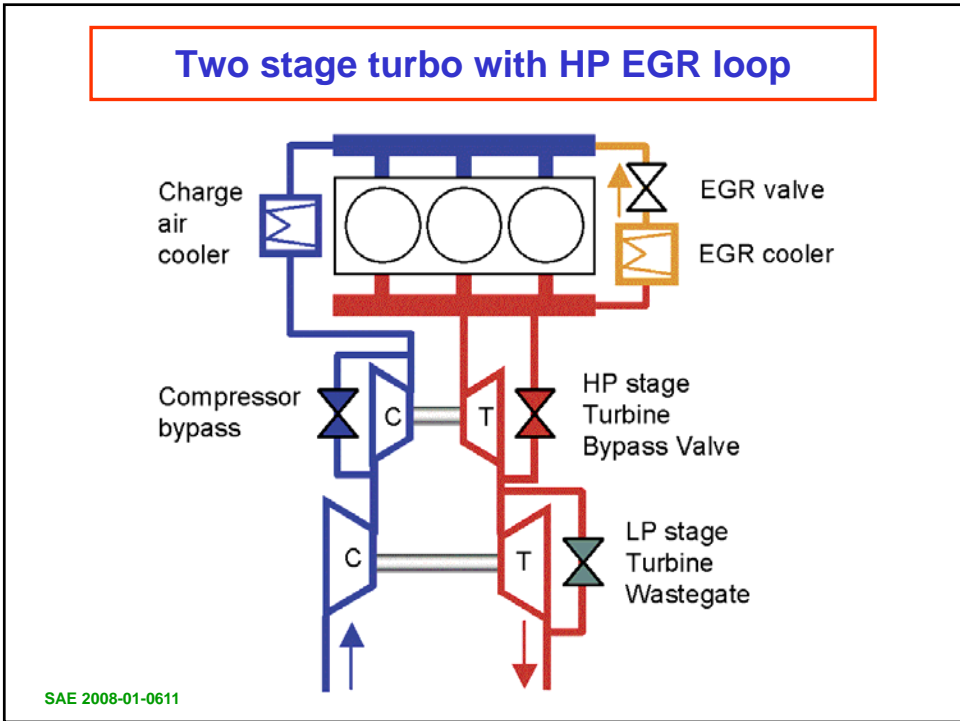 Two stage turbo with HP EGR loop
Charge
air
cooler
EGR valve
EGR cooler
Compressor
bypass
C
T
HP stage
Turbine
Bypass Valve
C
T
LP stage
Turbine
Wastegate
SAE 2008-01-0611